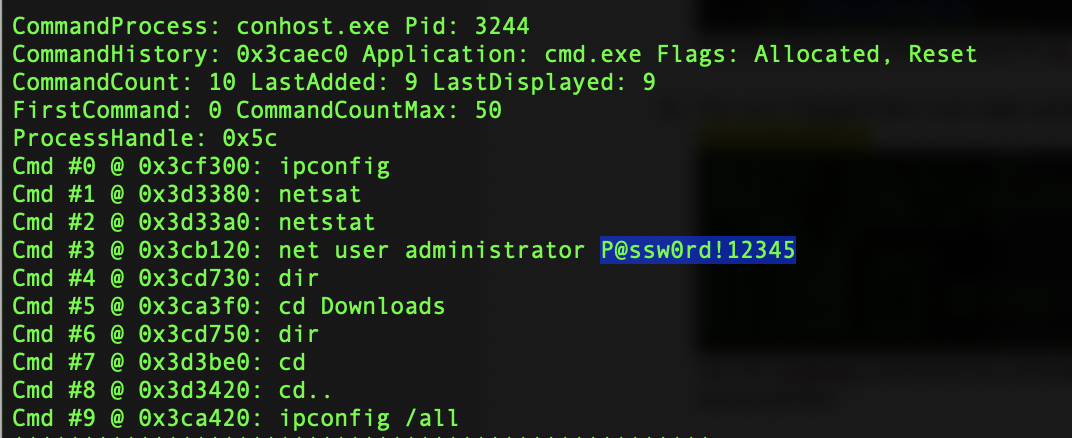 CommandProcess: conhost.exe Pid: 3244
CommandHistory: 0x3caec0 Application: cmd.exe Flags: Allocated, Reset
CommandCount: 10 LastAdded: 9 LastDisplayed: 9
FirstCommand: 0 CommandCountMax: 50
ProcessHandle: 0x5c
Cmd #0 @ 0x3cf300: ipconfig
Cmd #1 @ 0x3d3380: netsat
Cmd #2 @ 0x3d33a0: netstat
Cmd #3 @ 0x3cb120: net user administrator P@ssw0rd!12345
Cmd #4 @ 0x3cd730: dir
Cmd #5 @ 0x3ca3f0: cd Downloads
Cmd #6 @ 0x3cd750: dir
Cmd #7 @ 0x3d3be0: cd
Cmd #8 @ 0x3d3420: cd..
Cmd #9 @ 0x3ca420: ipconfig /all